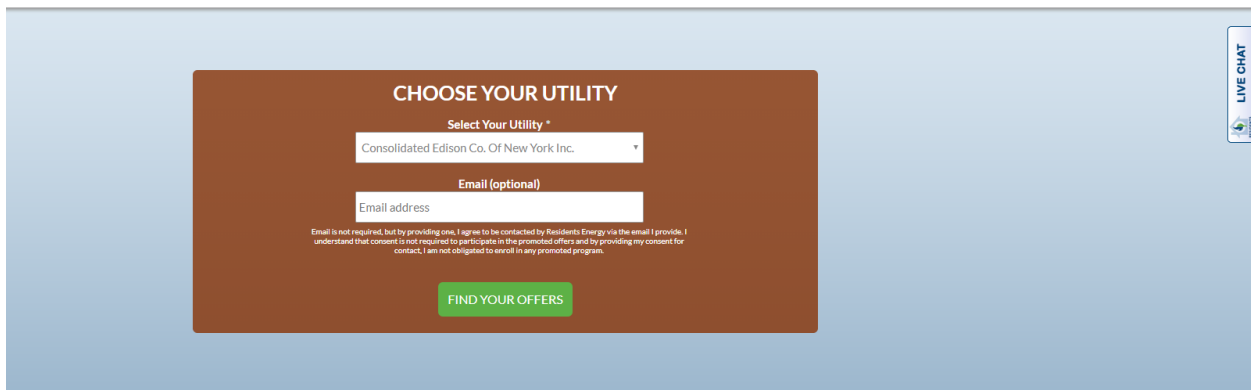 CHOOSE YOUR UTILITY
Select Your Utility *
Consolidated Edison Co. Of New York Inc.
Email (optional)
Email address
Email is not required, but by providing one, I agree to be contacted by Residents Energy via the email I provide. I
understand that consent is not required to participate in the promoted offers and by providing my consent for
contact, I am not obligated to enroll in any promoted program.
FIND YOUR OFFERS
LIVE CHAT